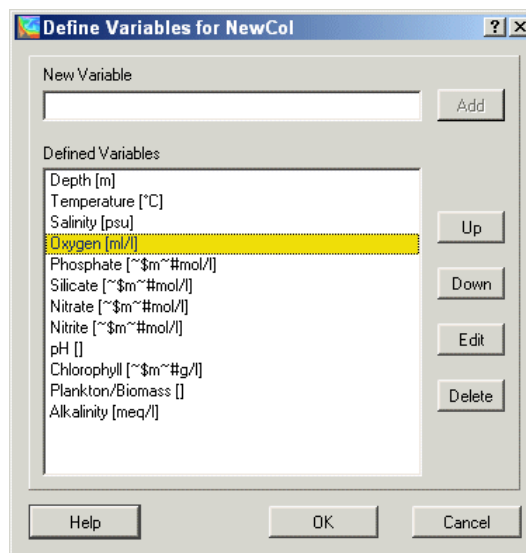 Define Variables for NewCol
New Variable
Add
Defined Variables
Depth [m]
Temperature [°C]
Salinity [psu]
Oxygen [ml/l]
Phosphate [~$m~#mol/l]
Silicate [~$m~#mol/l]
Nitrate [~$m~#mol/l]
Nitrite [~$m~#mol/l]
pH []
Chlorophyll [~$m~#g/l]
Plankton/Biomass []
Alkalinity [meq/l]
Up
Down
Edit
Delete
Help
OK
Cancel